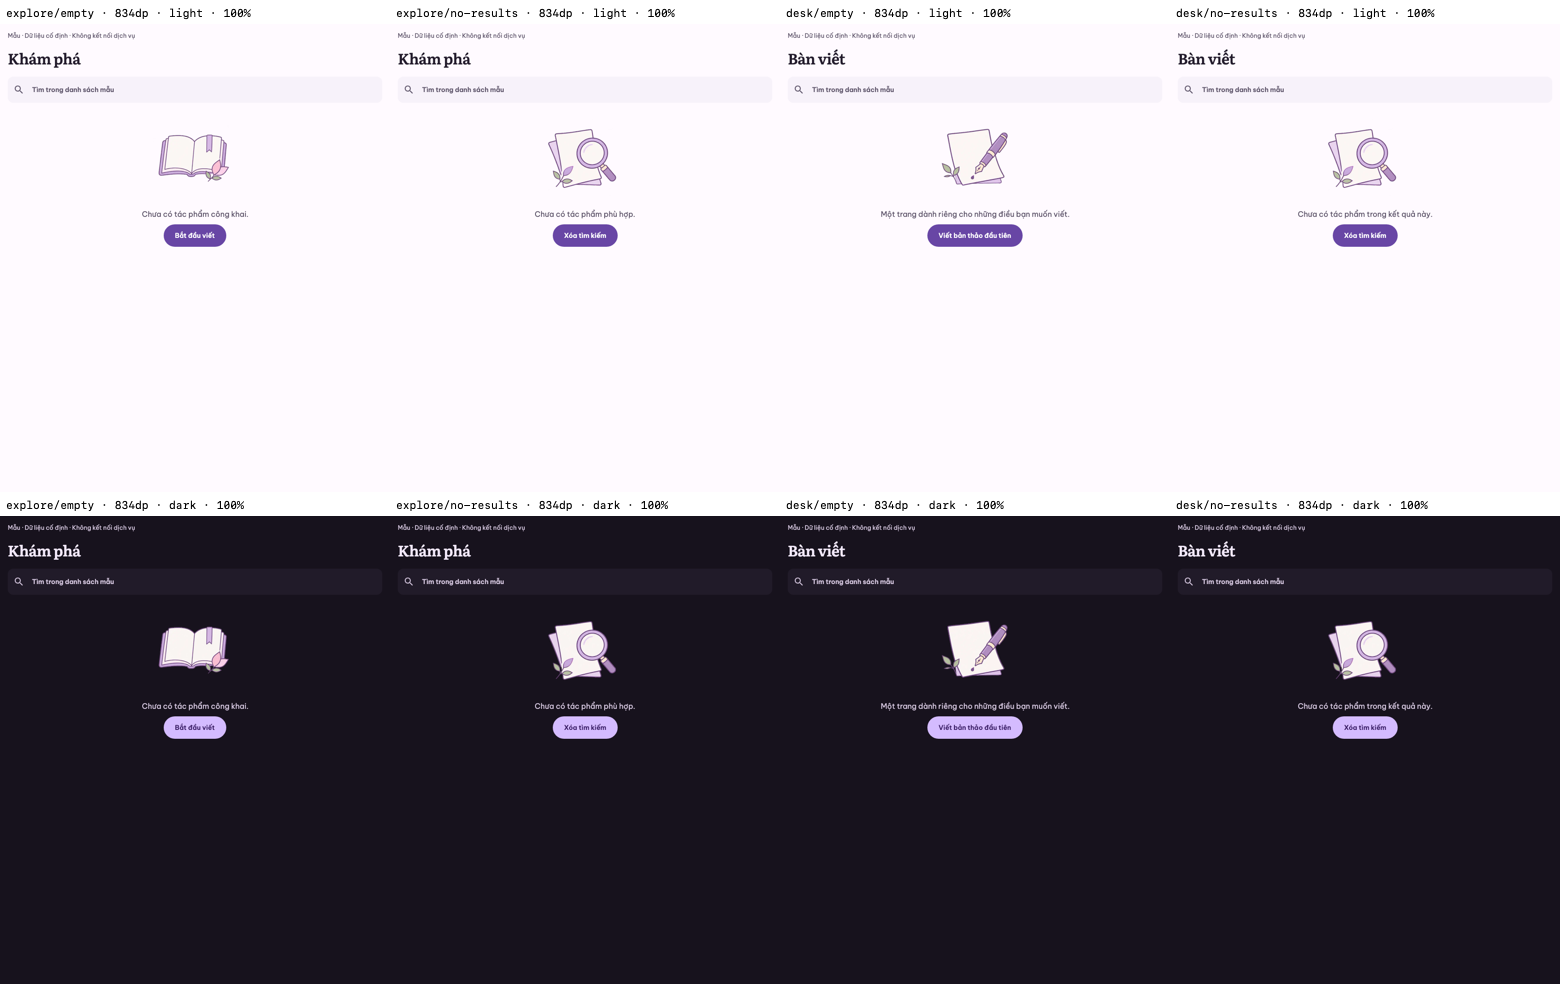 explore/empty · 834dp · light · 100%
Mẫu · Dữ liệu cố định · Không kết nối dịch vụ
Khám phá
Tìm trong danh sách mẫu
Chưa có tác phẩm công khai.
Bắt đầu viết
explore/no-results · 834dp · light · 100%
Mẫu · Dữ liệu cố định · Không kết nối dịch vụ
Khám phá
Tìm trong danh sách mẫu
Chưa có tác phẩm phù hợp.
Xóa tìm kiếm
desk/empty · 834dp · light · 100%
Mẫu · Dữ liệu cố định · Không kết nối dịch vụ
Bàn viết
Tìm trong danh sách mẫu
Một trang dành riêng cho những điều bạn muốn viết.
Viết bản thảo đầu tiên
desk/no-results · 834dp · light · 100%
Mẫu · Dữ liệu cố định · Không kết nối dịch vụ
Bàn viết
Tìm trong danh sách mẫu
Chưa có tác phẩm trong kết quả này.
Xóa tìm kiếm
explore/empty · 834dp · dark · 100%
Mẫu · Dữ liệu cố định · Không kết nối dịch vụ
Khám phá
Tìm trong danh sách mẫu
Chưa có tác phẩm công khai.
Bắt đầu viết
explore/no-results · 834dp · dark · 100%
Mẫu · Dữ liệu cố định · Không kết nối dịch vụ
Khám phá
Tìm trong danh sách mẫu
Chưa có tác phẩm phù hợp.
Xóa tìm kiếm
desk/empty · 834dp · dark · 100%
Mẫu · Dữ liệu cố định · Không kết nối dịch vụ
Bàn viết
Tìm trong danh sách mẫu
Một trang dành riêng cho những điều bạn muốn viết.
Viết bản thảo đầu tiên
desk/no-results · 834dp · dark · 100%
Mẫu · Dữ liệu cố định · Không kết nối dịch vụ
Bàn viết
Tìm trong danh sách mẫu
Chưa có tác phẩm trong kết quả này.
Xóa tìm kiếm